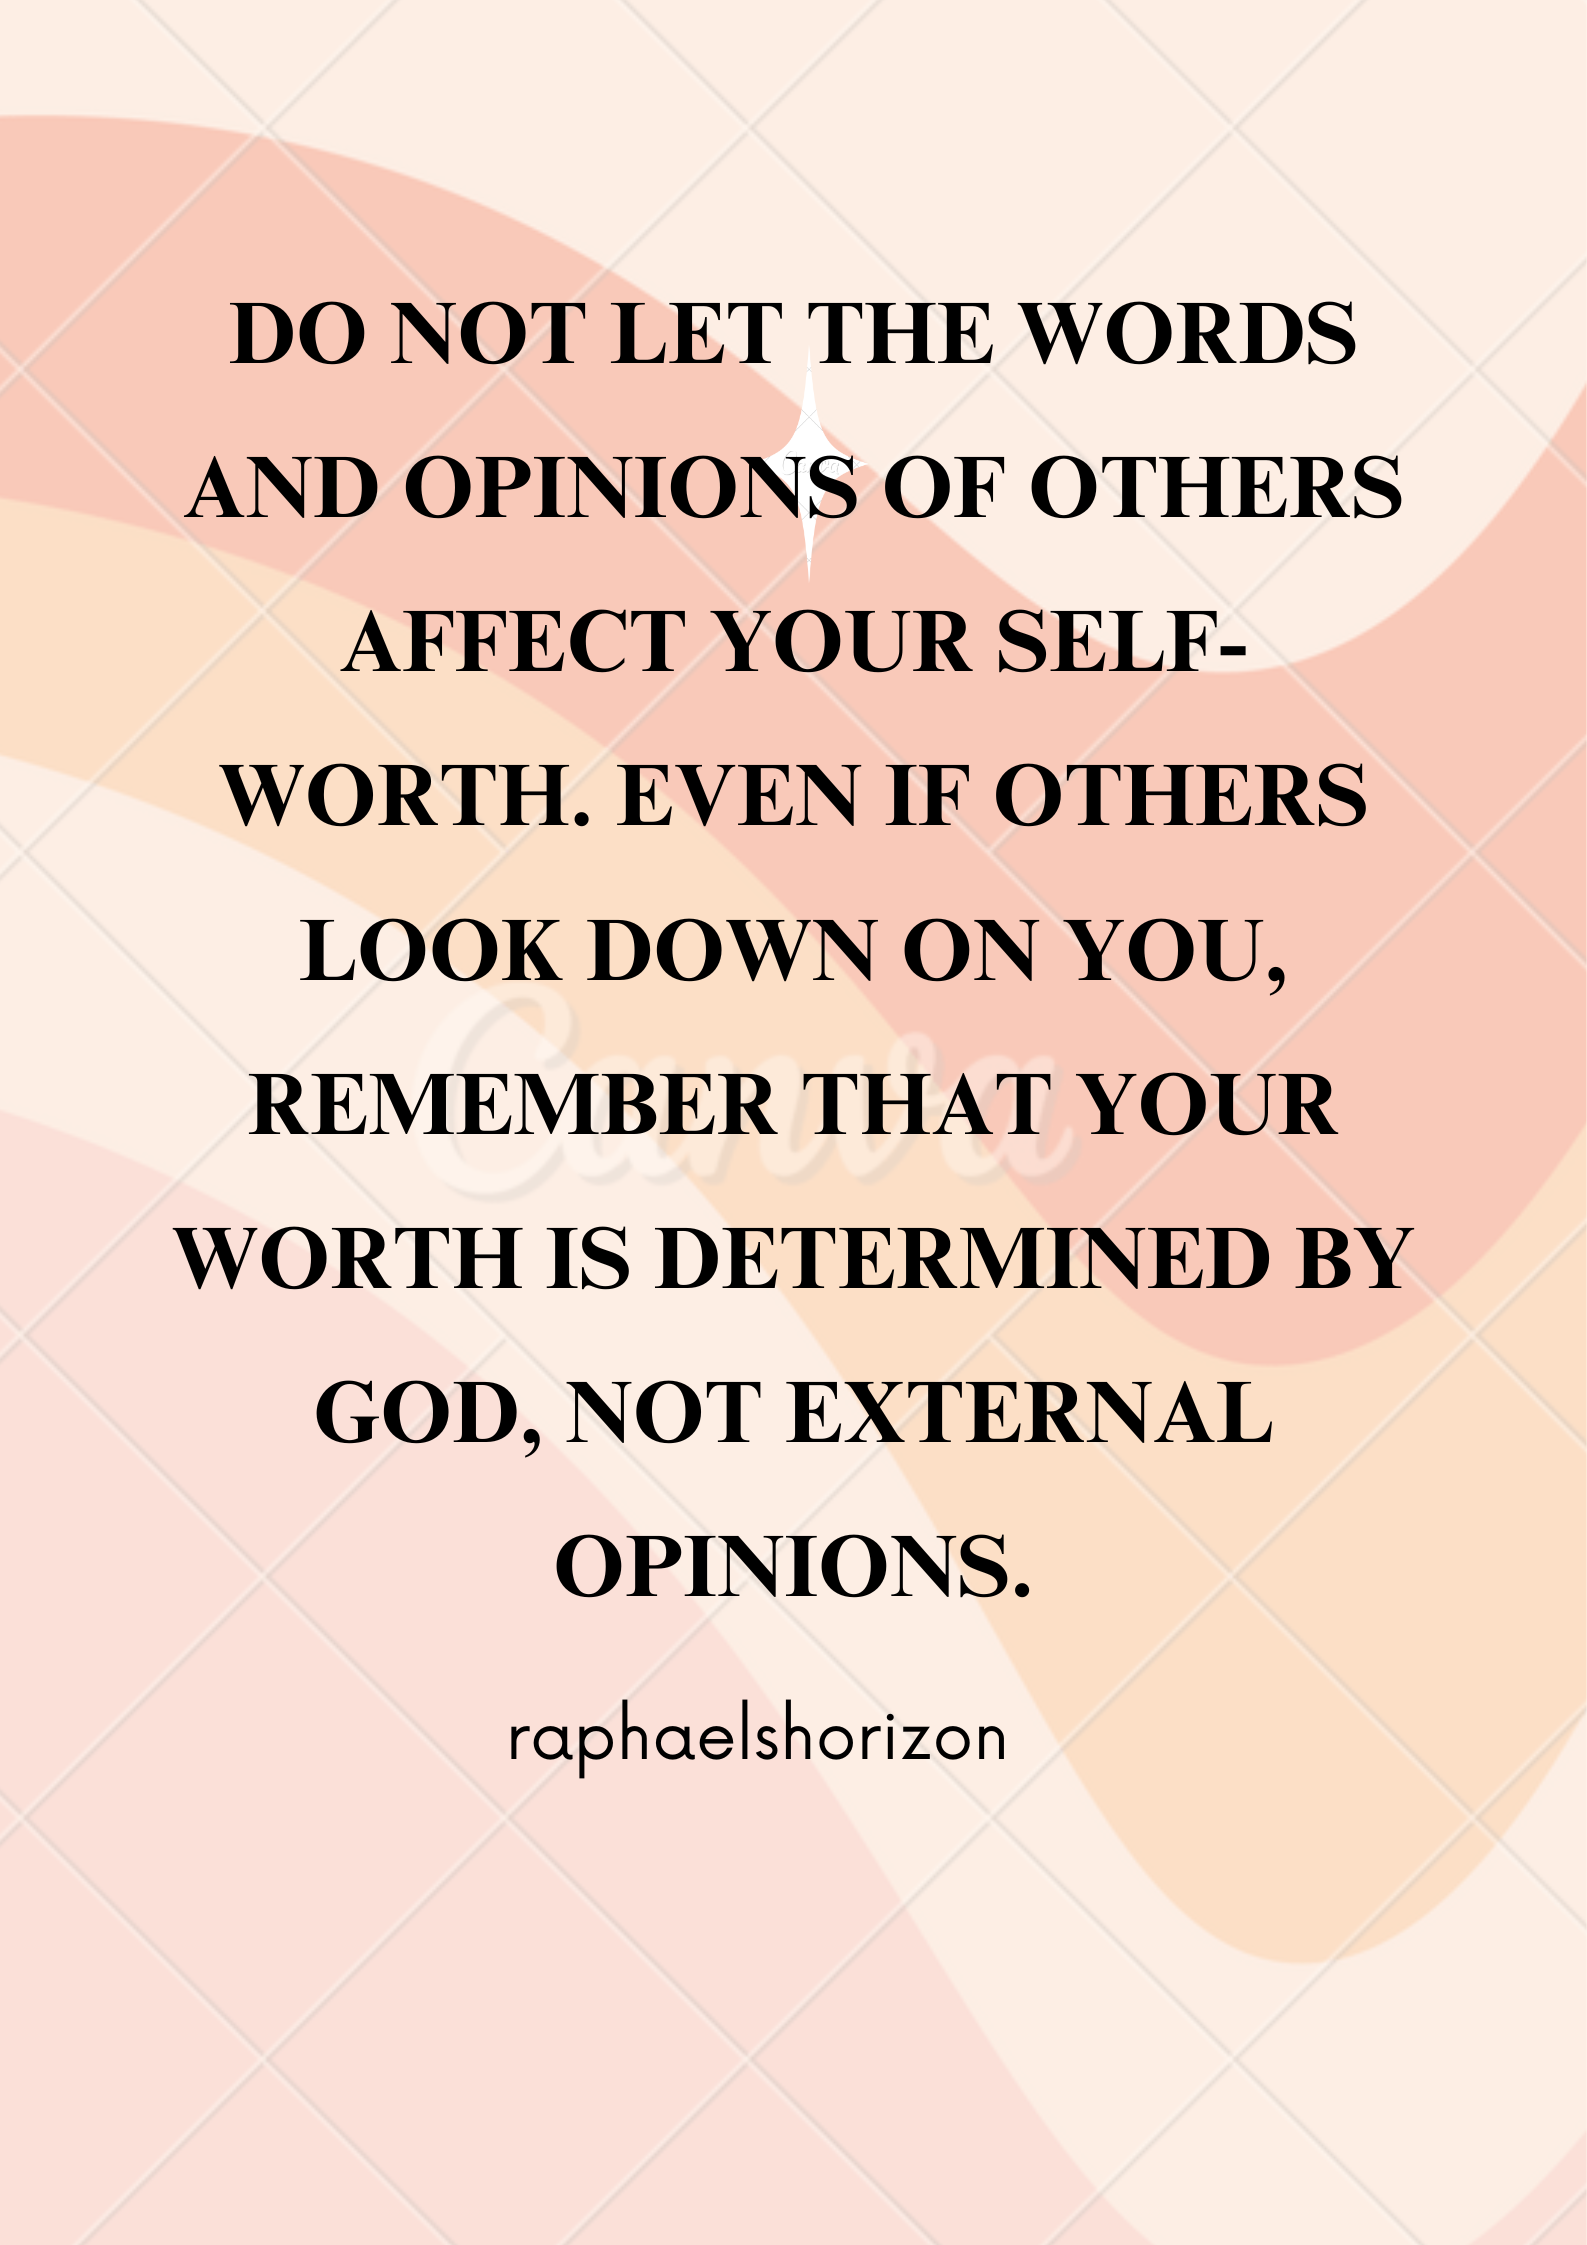 DO NOT LET THE WORDS
AND OPINIONS OF OTHERS
AFFECT YOUR SELF-
WORTH. EVEN IF OTHERS
LOOK DOWN ON YOU,
Canva
REMEMBER THAT YOUR
WORTH IS DETERMINED BY
GOD, NOT EXTERNAL
OPINIONS.
raphaelshorizon